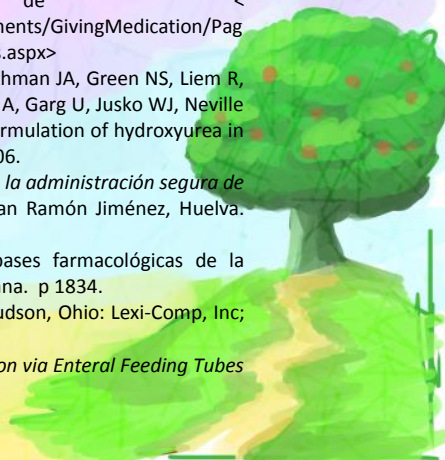 de <
ments/GivingMedication/Pag
s.aspx>
hman JA, Green NS, Liem R,
A, Garg U, Jusko WJ, Neville
ormulation of hydroxyurea in
06.
la administración segura de
an Ramón Jiménez, Huelva.
bases farmacológicas de la
na. p 1834.
udson, Ohio: Lexi-Comp, Inc;
on via Enteral Feeding Tubes